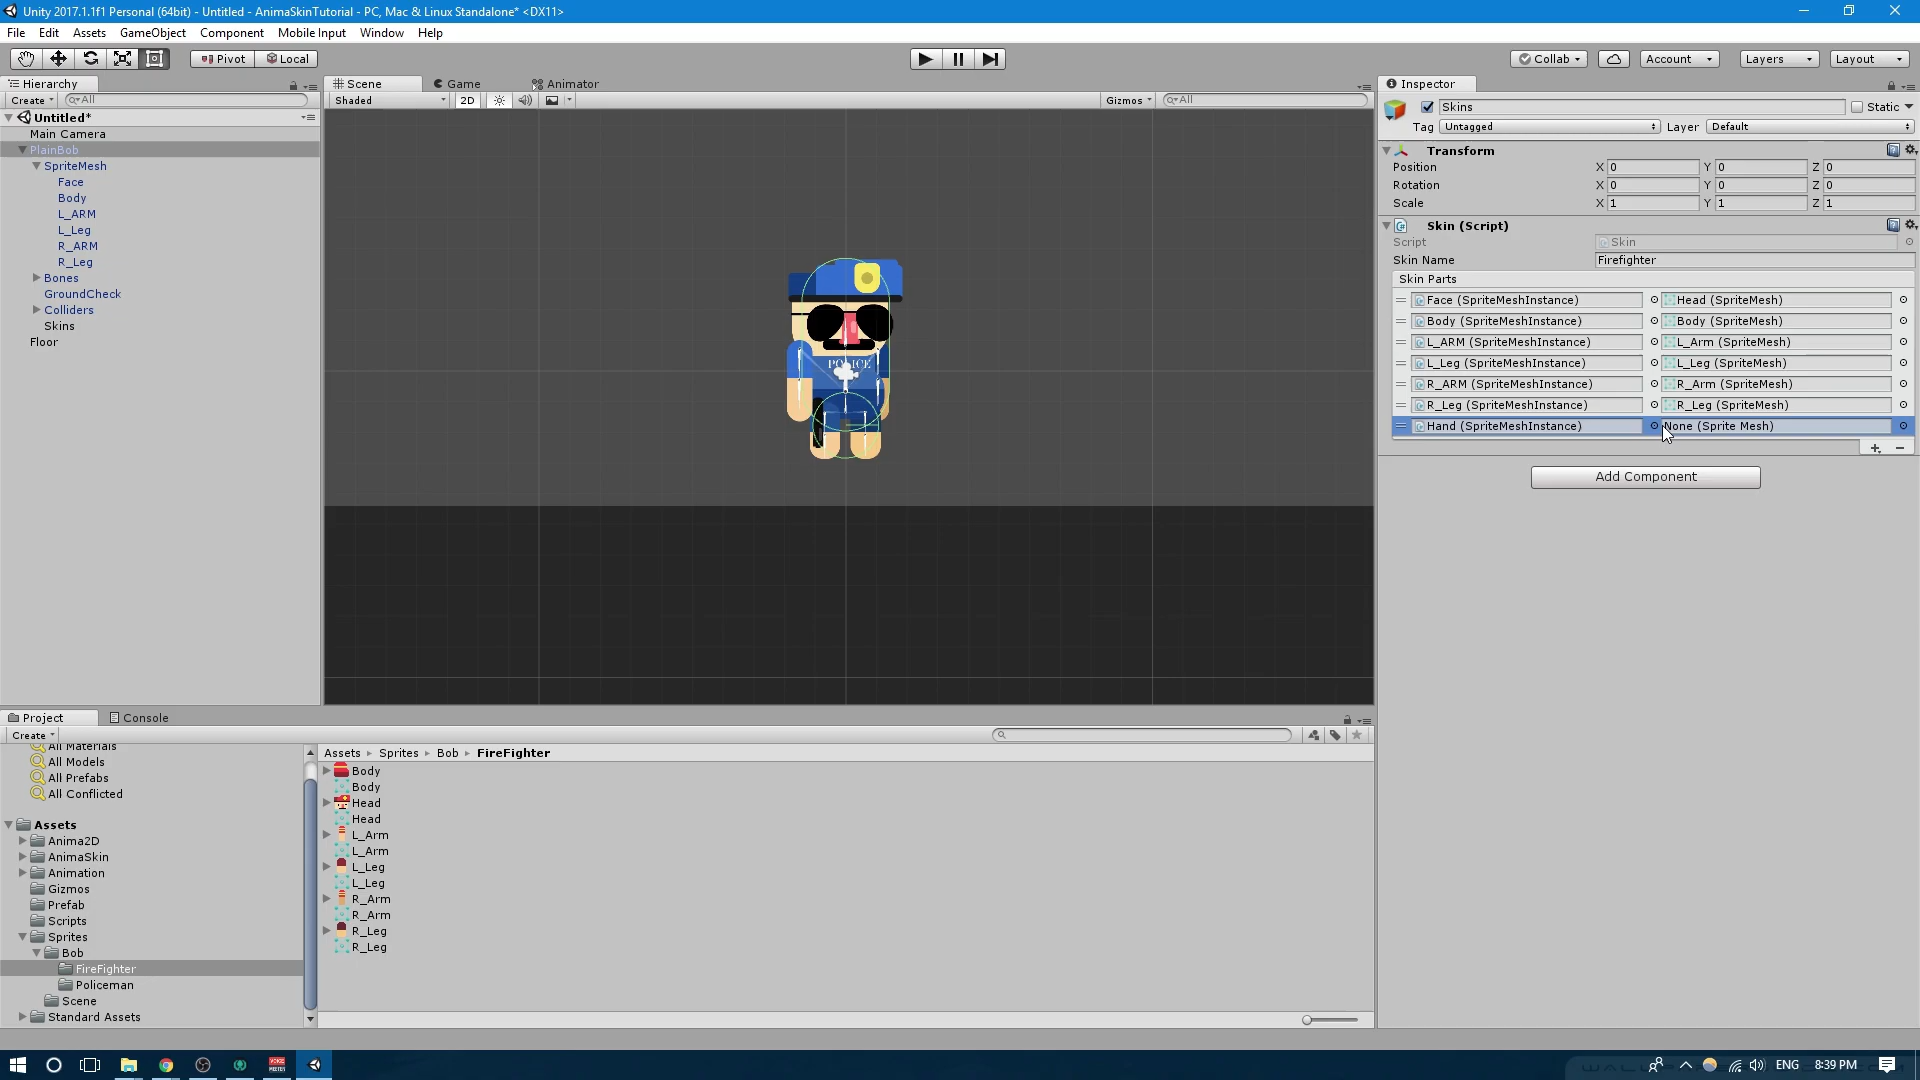 Unity 2017.1.1f1 Personal (64bit) - Untitled - AnimaSkinTutorial - PC, Mac & Linux Standalone* <DX11>
File Edit Assets GameObject Component Mobile Input Window Help
Pivot Local Collab Account Layers Layout
Hierarchy
Create All
Untitled*
Main Camera
PlainBob
SpriteMesh
Face
Body
L_ARM
L_Leg
R_ARM
R_Leg
Bones
GroundCheck
Colliders
Skins
Floor
Scene Game Animator
Shaded 2D Gizmos All
POLICE
Inspector
Skins Static
Tag Untagged Layer Default
Transform
Position X 0 Y 0 Z 0
Rotation X 0 Y 0 Z 0
Scale X 1 Y 1 Z 1
Skin (Script)
Script Skin
Skin Name Firefighter
Skin Parts
Face (SpriteMeshInstance) Head (SpriteMesh)
Body (SpriteMeshInstance) Body (SpriteMesh)
L_ARM (SpriteMeshInstance) L_Arm (SpriteMesh)
L_Leg (SpriteMeshInstance) L_Leg (SpriteMesh)
R_ARM (SpriteMeshInstance) R_Arm (SpriteMesh)
R_Leg (SpriteMeshInstance) R_Leg (SpriteMesh)
Hand (SpriteMeshInstance) None (Sprite Mesh)
Add Component
Project Console
Create
All Materials
All Models
All Prefabs
All Conflicted
Assets
Anima2D
AnimaSkin
Animation
Gizmos
Prefab
Scripts
Sprites
Bob
FireFighter
Policeman
Scene
Standard Assets
Assets Sprites Bob FireFighter
Body
Body
Head
Head
L_Arm
L_Arm
L_Leg
L_Leg
R_Arm
R_Arm
R_Leg
R_Leg
ENG 8:39 PM